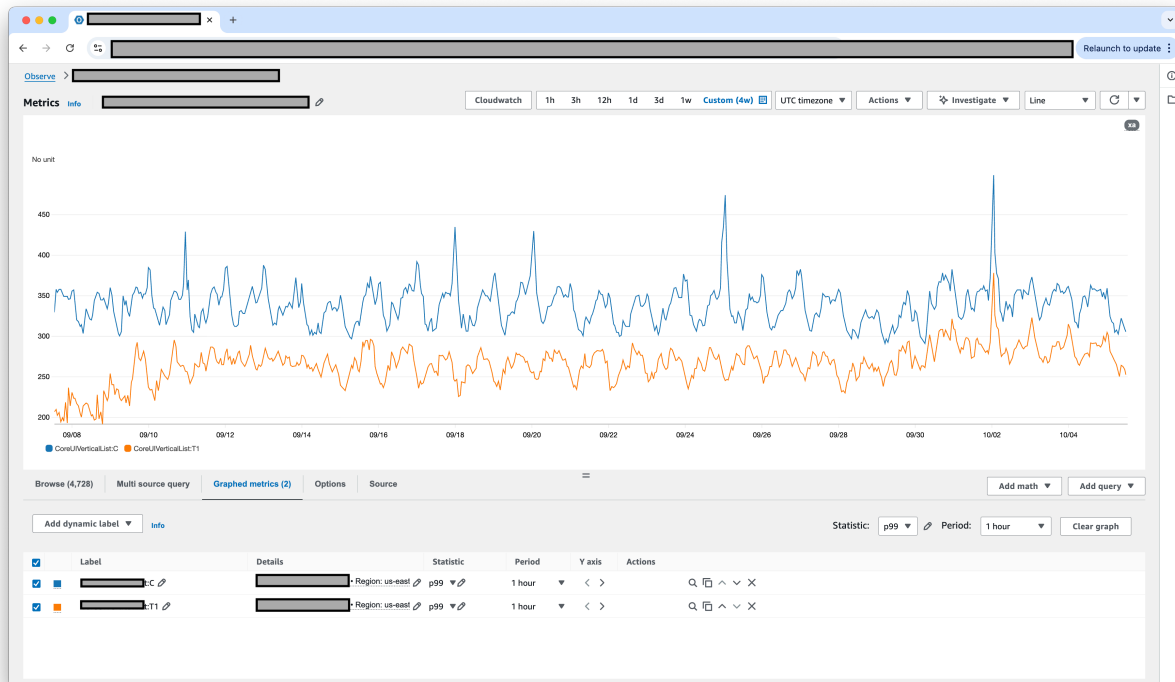 Relaunch to update
Observe
Metrics Info
Cloudwatch 1h 3h 12h 1d 3d 1w Custom (4w) UTC timezone Actions Investigate Line
xa
No unit
450
400
350
300
250
200
09/08 09/10 09/12 09/14 09/16 09/18 09/20 09/22 09/24 09/26 09/28 09/30 10/02 10/04
CoreUIVerticalList:C CoreUIVerticalList:T1
Browse (4,728) Multi source query Graphed metrics (2) Options Source Add math Add query
Add dynamic label Info Statistic: p99 Period: 1 hour Clear graph
Label Details Statistic Period Y axis Actions
t:C • Region: us-east p99 1 hour
t:T1 • Region: us-east p99 1 hour